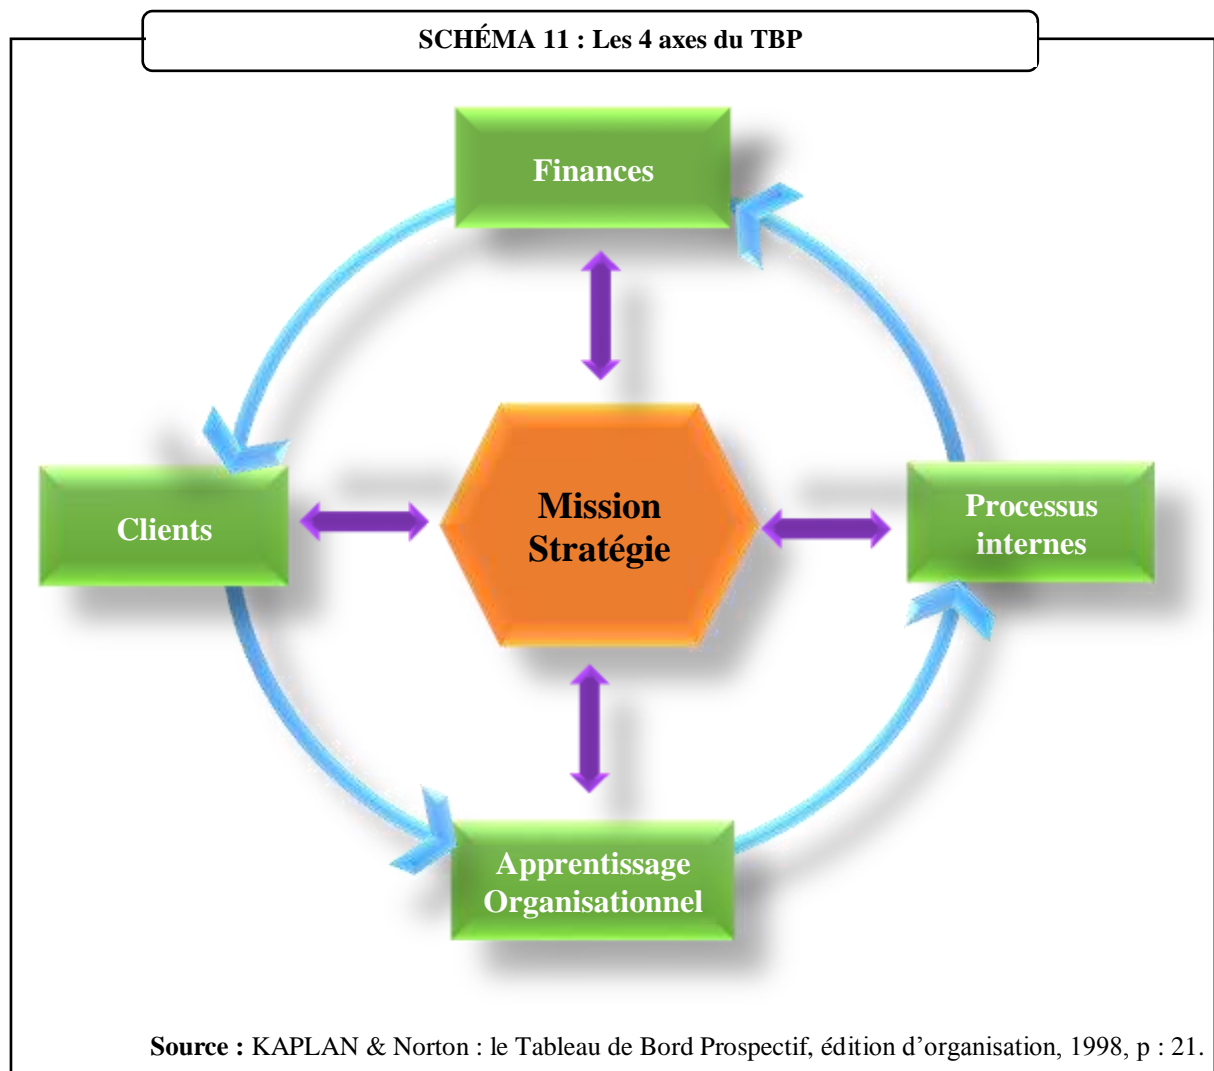 SCHÉMA 11 : Les 4 axes du TBP
Finances
Clients
Mission
Stratégie
Processus
internes
Apprentissage
Organisationnel
Source : KAPLAN & Norton : le Tableau de Bord Prospectif, édition d’organisation, 1998, p : 21.